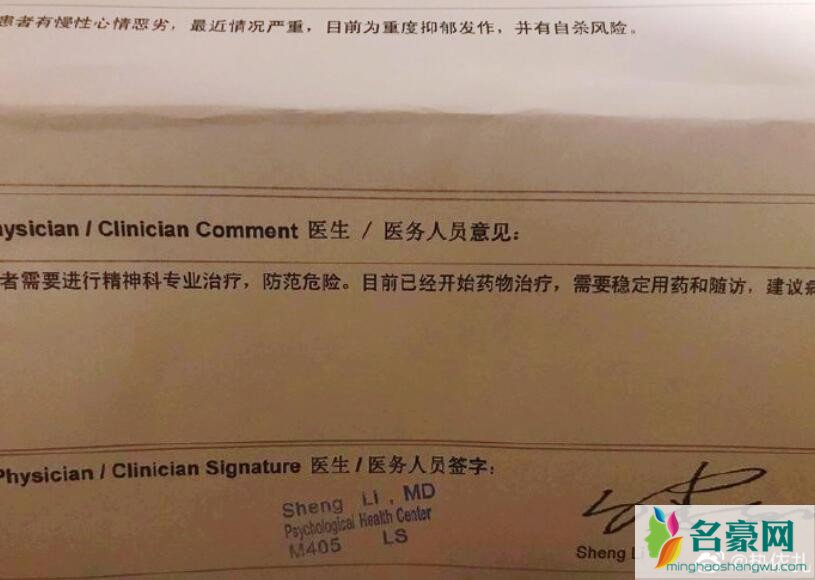 患者有慢性心情恶劣，最近情况严重，目前为重度抑郁发作，并有自杀风险。
hysician / Clinician Comment 医生 / 医务人员意见：
者需要进行精神科专业治疗，防范危险。目前已经开始药物治疗，需要稳定用药和随访，建议病
Physician / Clinician Signature 医生 / 医务人员签字：
Sheng Li , MD
Psychological Health Center
M405 LS
Sheng Li
名豪网
minghaoshangwu.com